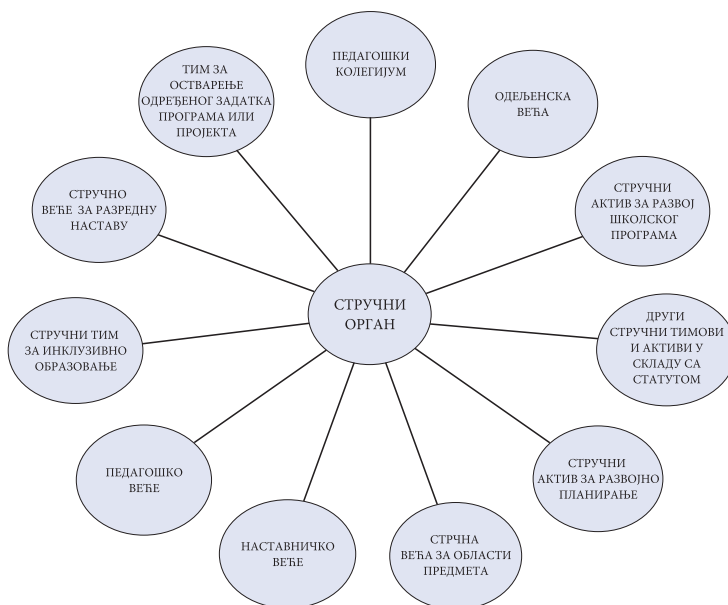 ПЕДАГОШКИ
КОЛЕГИЈУМ
ОДЕЉЕНСКА
ВЕЋА
СТРУЧНИ
АКТИВ ЗА РАЗВОЈ
ШКОЛСКОГ
ПРОГРАМА
ДРУГИ
СТРУЧНИ ТИМОВИ
И АКТИВИ У
СКЛАДУ СА
СТАТУТОМ
СТРУЧНИ
АКТИВ ЗА РАЗВОЈНО
ПЛАНИРАЊЕ
СТРЧНА
ВЕЋА ЗА ОБЛАСТИ
ПРЕДМЕТА
НАСТАВНИЧКО
ВЕЋЕ
ПЕДАГОШКО
ВЕЋЕ
СТРУЧНИ ТИМ
ЗА ИНКЛУЗИВНО
ОБРАЗОВАЊЕ
СТРУЧНО
ВЕЋЕ ЗА РАЗРЕДНУ
НАСТАВУ
ТИМ ЗА
ОСТВАРЕЊЕ
ОДРЕЂЕНОГ ЗАДАТКА
ПРОГРАМА ИЛИ
ПРОЈЕКТА
СТРУЧНИ
ОРГАН